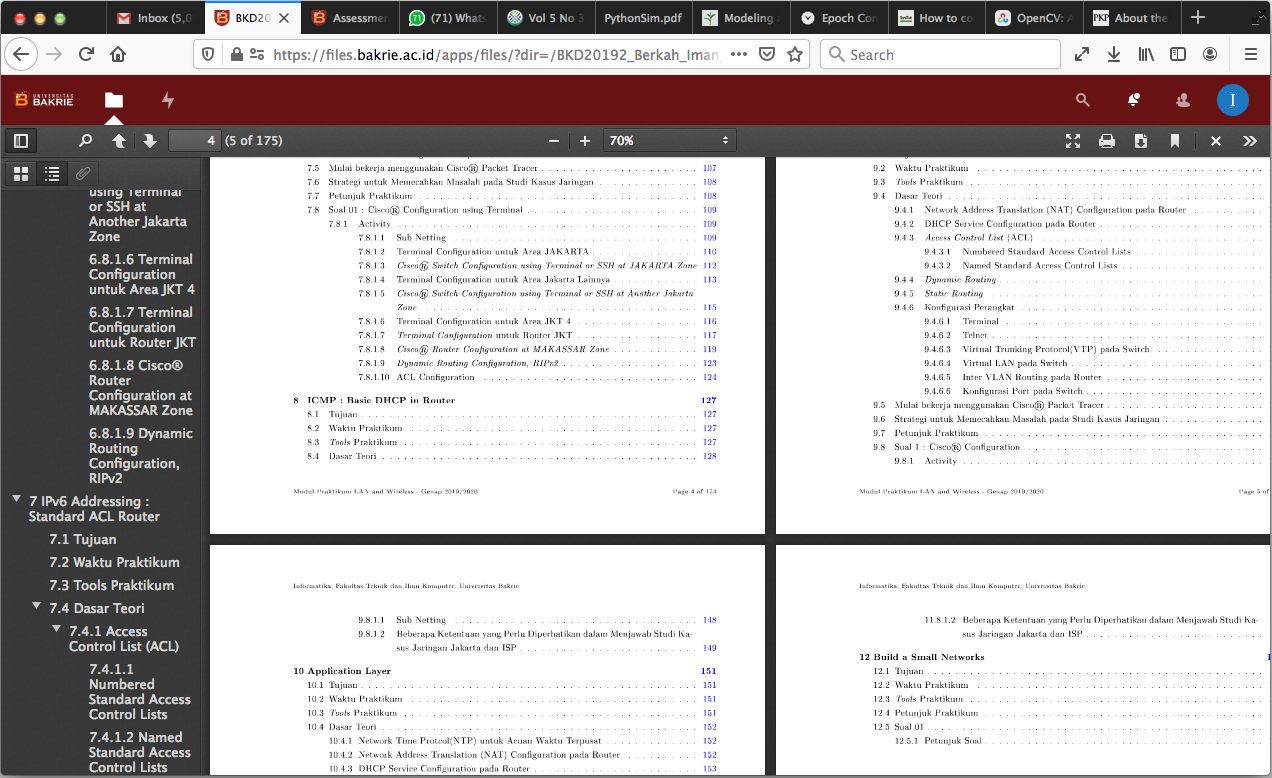 Inbox (5,0
BKD20
Assessmen
(71) Whats
Vol 5 No 3
PythonSim.pdf
Modeling
Epoch Con
How to co
OpenCV: A
About the
https://files.bakrie.ac.id/apps/files/?dir=/BKD20192_Berkah_Iman_
Search
UNIVERSITAS
BAKRIE
I
4 (5 of 175)
70%
using Terminal
or SSH at
Another Jakarta
Zone
6.8.1.6 Terminal
Configuration
untuk Area JKT 4
6.8.1.7 Terminal
Configuration
untuk Router JKT
6.8.1.8 Cisco®
Router
Configuration at
MAKASSAR Zone
6.8.1.9 Dynamic
Routing
Configuration,
RIPv2
7 IPv6 Addressing :
Standard ACL Router
7.1 Tujuan
7.2 Waktu Praktikum
7.3 Tools Praktikum
7.4 Dasar Teori
7.4.1 Access
Control List (ACL)
7.4.1.1
Numbered
Standard Access
Control Lists
7.4.1.2 Named
Standard Access
Control Lists
7.5 Mulai bekerja menggunakan Cisco® Packet Tracer 107
7.6 Strategi untuk Memecahkan Masalah pada Studi Kasus Jaringan 108
7.7 Petunjuk Praktikum 108
7.8 Soal 01 : Cisco® Configuration using Terminal 109
7.8.1 Activity 109
7.8.1.1 Sub Netting 109
7.8.1.2 Terminal Configuration untuk Area JAKARTA 110
7.8.1.3 Cisco® Switch Configuration using Terminal or SSH at JAKARTA Zone 112
7.8.1.4 Terminal Configuration untuk Area Jakarta Lainnya 113
7.8.1.5 Cisco® Switch Configuration using Terminal or SSH at Another Jakarta
Zone 115
7.8.1.6 Terminal Configuration untuk Area JKT 4 116
7.8.1.7 Terminal Configuration untuk Router JKT 117
7.8.1.8 Cisco® Router Configuration at MAKASSAR Zone 119
7.8.1.9 Dynamic Routing Configuration, RIPv2 123
7.8.1.10 ACL Configuration 124
8 ICMP : Basic DHCP in Router 127
8.1 Tujuan 127
8.2 Waktu Praktikum 127
8.3 Tools Praktikum 127
8.4 Dasar Teori 128
Modul Praktikum LAN and Wireless - Genap 2019/2020 Page 4 of 174
9.2 Waktu Praktikum
9.3 Tools Praktikum
9.4 Dasar Teori
9.4.1 Network Address Translation (NAT) Configuration pada Router
9.4.2 DHCP Service Configuration pada Router
9.4.3 Access Control List (ACL)
9.4.3.1 Numbered Standard Access Control Lists
9.4.3.2 Named Standard Access Control Lists
9.4.4 Dynamic Routing
9.4.5 Static Routing
9.4.6 Konfigurasi Perangkat
9.4.6.1 Terminal
9.4.6.2 Telnet
9.4.6.3 Virtual Trunking Protocol(VTP) pada Switch
9.4.6.4 Virtual LAN pada Switch
9.4.6.5 Inter-VLAN Routing pada Router
9.4.6.6 Konfigurasi Port pada Switch
9.5 Mulai bekerja menggunakan Cisco® Packet Tracer
9.6 Strategi untuk Memecahkan Masalah pada Studi Kasus Jaringan
9.7 Petunjuk Praktikum
9.8 Soal 1 : Cisco® Configuration
9.8.1 Activity
Modul Praktikum LAN and Wireless - Genap 2019/2020 Page 5 of
Informatika, Fakultas Teknik dan Ilmu Komputer, Universitas Bakrie
9.8.1.1 Sub Netting 148
9.8.1.2 Beberapa Ketentuan yang Perlu Diperbatikan dalam Menjawab Studi Ka-
sus Jaringan Jakarta dan ISP 149
10 Application Layer 151
10.1 Tujuan 151
10.2 Waktu Praktikum 151
10.3 Tools Praktikum 151
10.4 Dasar Teori 152
10.4.1 Network Time Protcol(NTP) untuk Acuan Waktu Terpusat 152
10.4.2 Network Address Translation (NAT) Configuration pada Router 152
10.4.3 DHCP Service Configuration pada Router 153
Informatika, Fakultas Teknik dan Ilmu Komputer, Universitas Bakrie
11.8.1.2 Beberapa Ketentuan yang Perlu Diperbatikan dalam Menjawab Studi Ka-
sus Jaringan Jakarta dan ISP
12 Build a Small Networks
12.1 Tujuan
12.2 Waktu Praktikum
12.3 Tools Praktikum
12.4 Petunjuk Praktikum
12.5 Soal 01
12.5.1 Petunjuk Soal